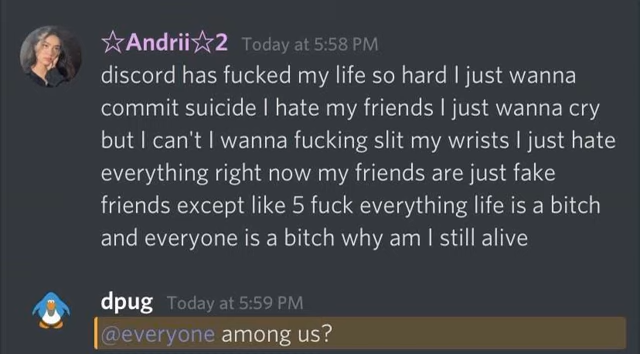 ☆Andrii☆2 Today at 5:58 PM
discord has fucked my life so hard I just wanna
commit suicide I hate my friends I just wanna cry
but I can't I wanna fucking slit my wrists I just hate
everything right now my friends are just fake
friends except like 5 fuck everything life is a bitch
and everyone is a bitch why am I still alive
dpug Today at 5:59 PM
@everyone among us?